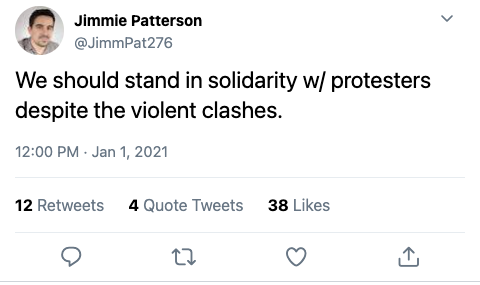 Jimmie Patterson
@JimmPat276
We should stand in solidarity w/ protesters
despite the violent clashes.
12:00 PM · Jan 1, 2021
12 Retweets 4 Quote Tweets 38 Likes